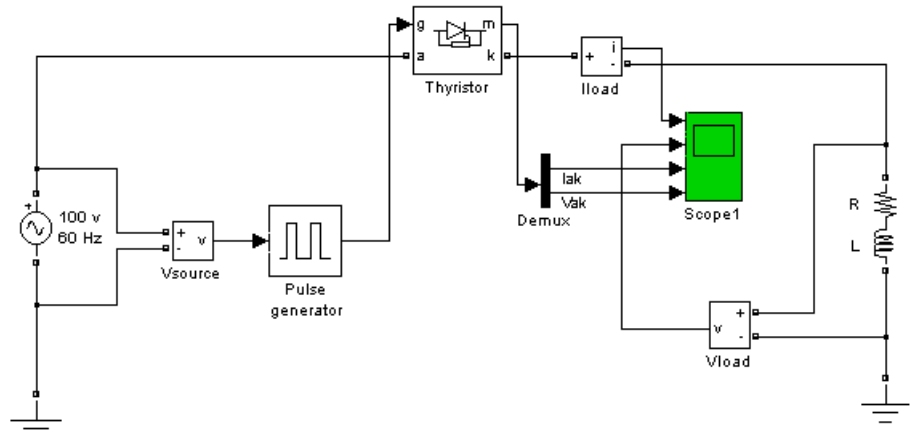 g
m
a
k
Thyristor
+
i
-
Iload
Iak
Vak
Demux
Scope1
+
100 v
60 Hz
+
-
v
Vsource
Pulse
generator
R
L
+
v
-
Vload